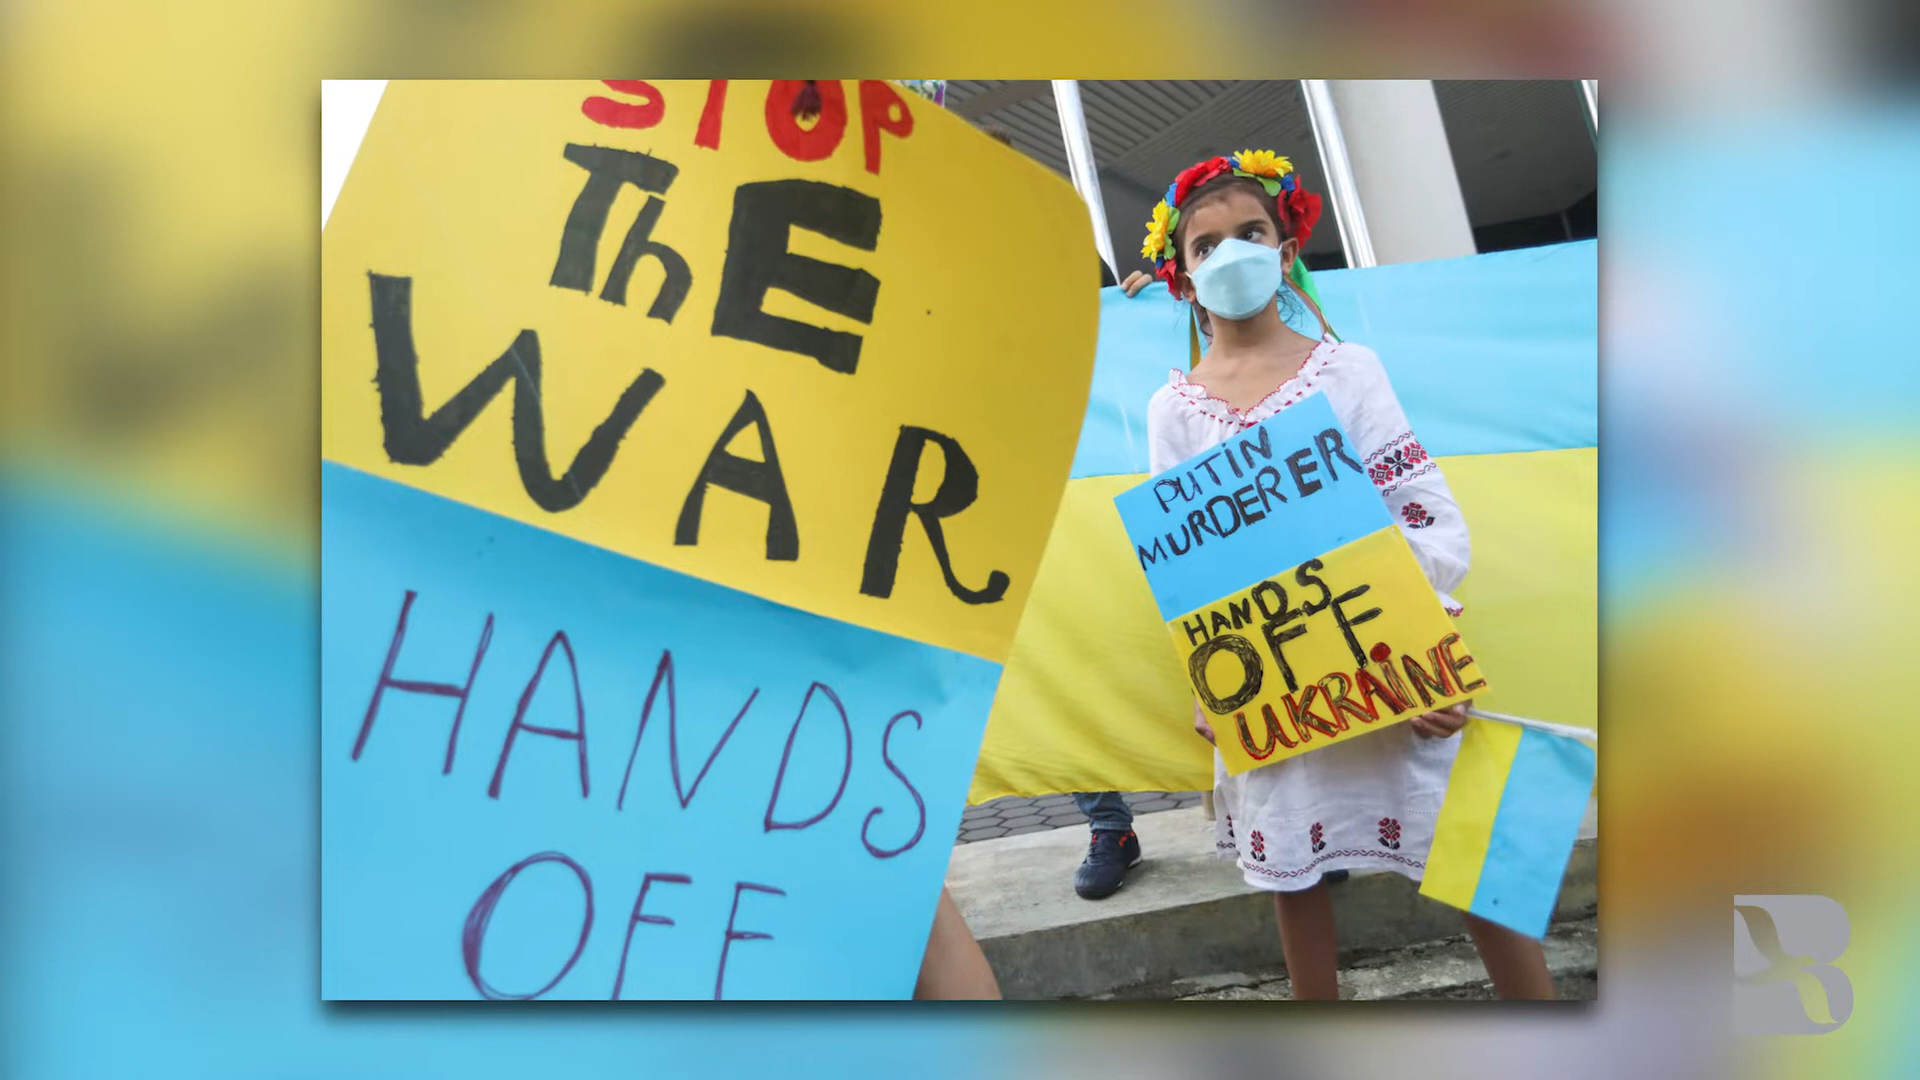 STOP
ThE
WAR
HANDS
OFF
PUTIN
MURDERER
HANDS
OFF
UKRAINE
B